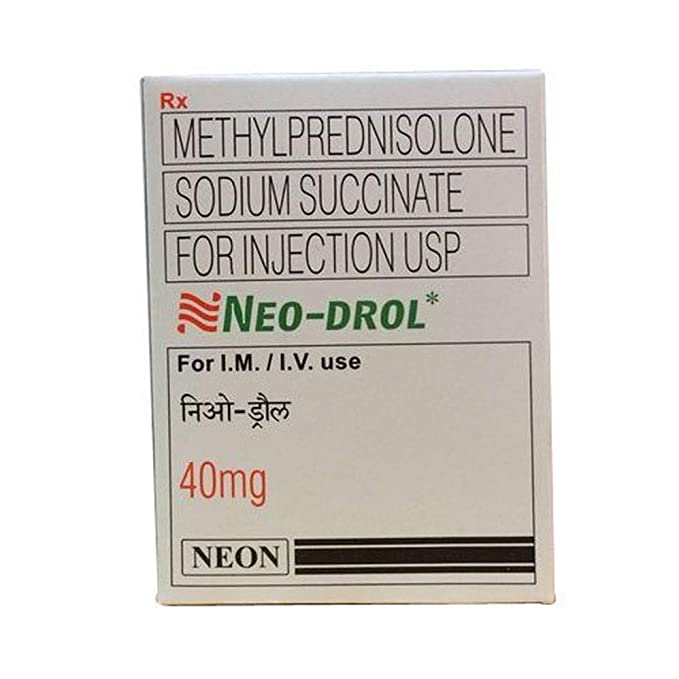 Rx
METHYLPREDNISOLONE
SODIUM SUCCINATE
FOR INJECTION USP
NEO-DROL*
For I.M. / I.V. use
निओ-ड्रौल
40mg
NEON